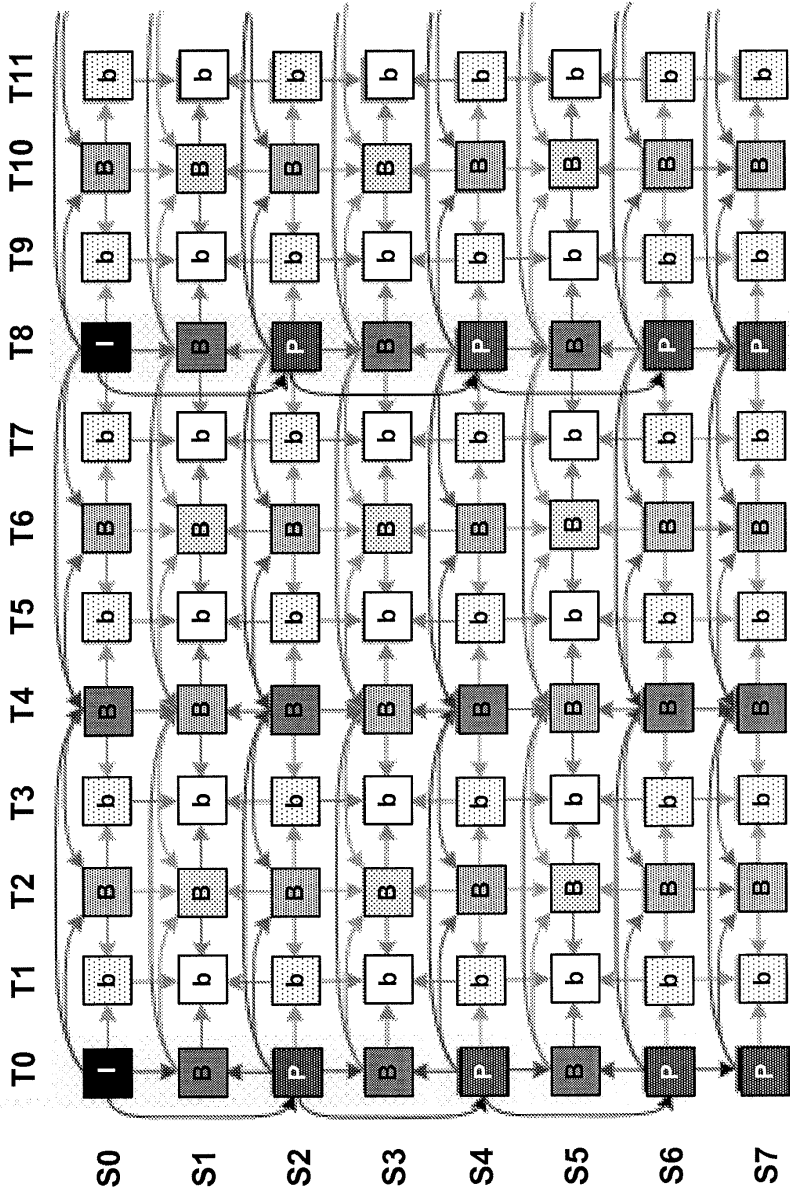 T0 T1 T2 T3 T4 T5 T6 T7 T8 T9 T10 T11
S0 I b B b B b B b I b B b
S1 B b B b B b B b B b B b
S2 P b B b B b B b P b B b
S3 B b B b B b B b B b B b
S4 P b B b B b B b P b B b
S5 B b B b B b B b B b B b
S6 P b B b B b B b P b B b
S7 P b B b B b B b P b B b